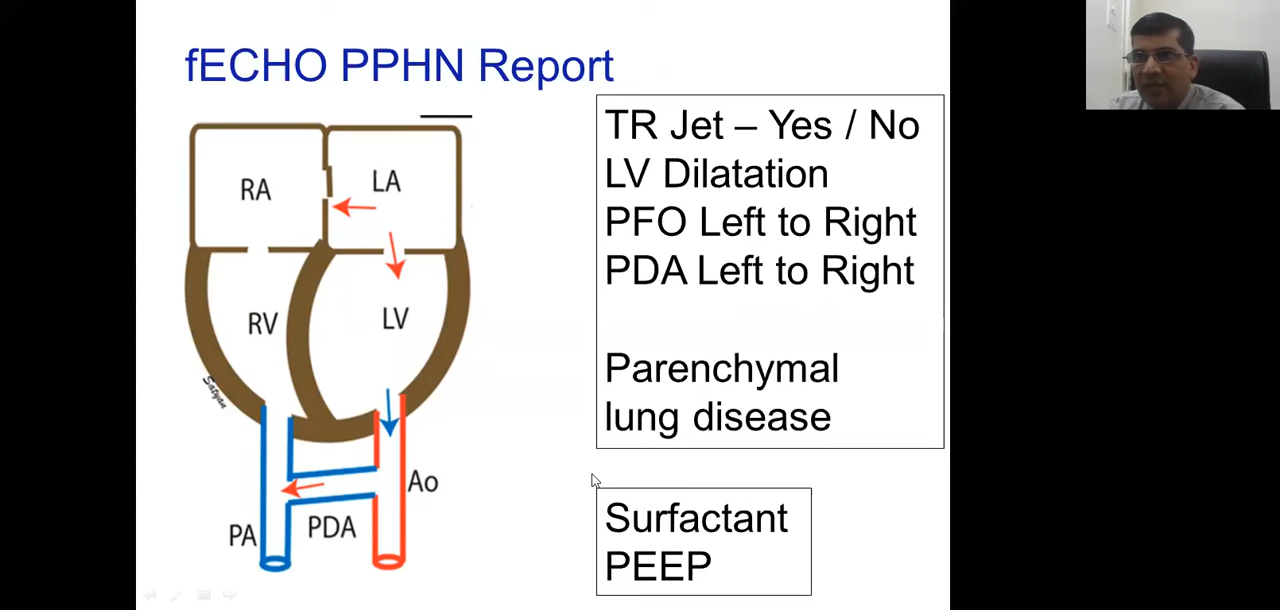 fECHO PPHN Report
TR Jet – Yes / No
LV Dilatation
PFO Left to Right
PDA Left to Right
Parenchymal
lung disease
Surfactant
PEEP
RA
LA
RV
LV
Satyan
Ao
PA
PDA